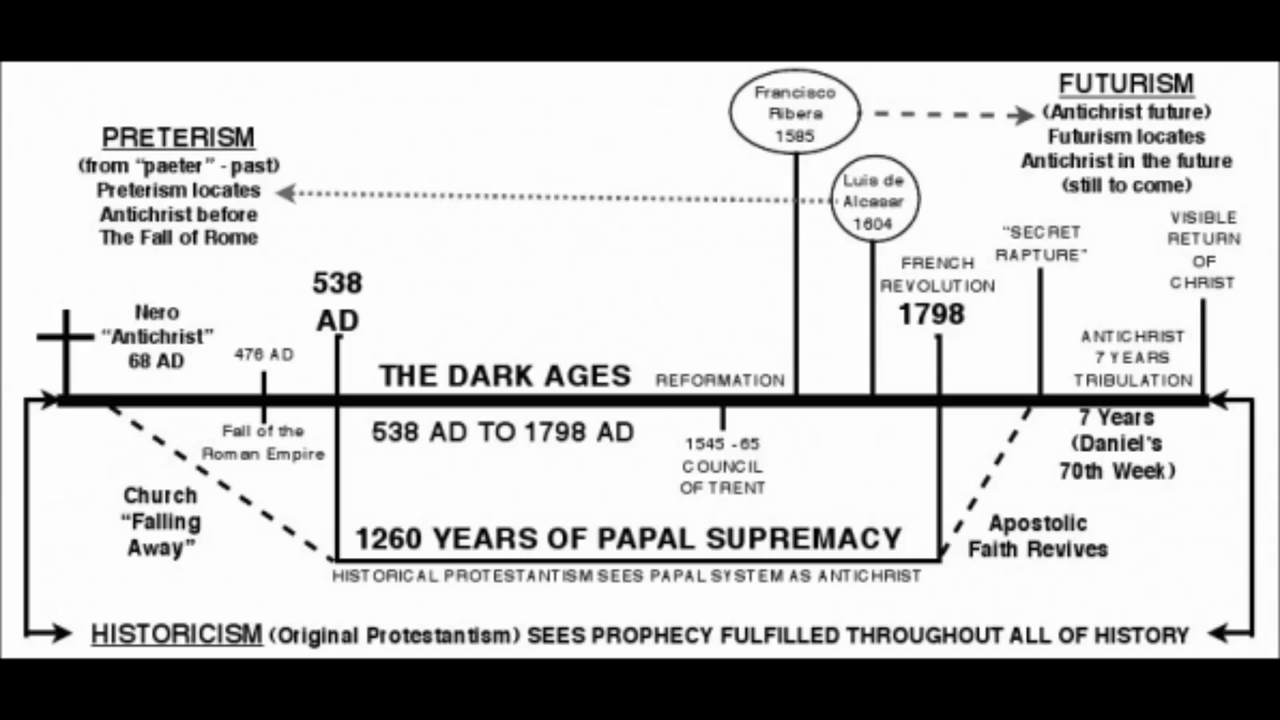 PRETERISM
(from "paeter" - past)
Preterism locates
Antichrist before
The Fall of Rome
Francisco
Ribera
1585
FUTURISM
(Antichrist future)
Futurism locates
Antichrist in the future
(still to come)
Luis de
Alcasar
1604
Nero
"Antichrist"
68 AD
476 AD
Fall of the
Roman Empire
538
AD
THE DARK AGES
538 AD TO 1798 AD
REFORMATION
1545 -65
COUNCIL
OF TRENT
FRENCH
REVOLUTION
1798
"SECRET
RAPTURE"
VISIBLE
RETURN
OF
CHRIST
ANTICHRIST
7 YEARS
TRIBULATION
7 Years
(Daniel's
70th Week)
Church
"Falling
Away"
1260 YEARS OF PAPAL SUPREMACY
HISTORICAL PROTESTANTISM SEES PAPAL SYSTEM AS ANTICHRIST
Apostolic
Faith Revives
HISTORICISM (Original Protestantism) SEES PROPHECY FULFILLED THROUGHOUT ALL OF HISTORY